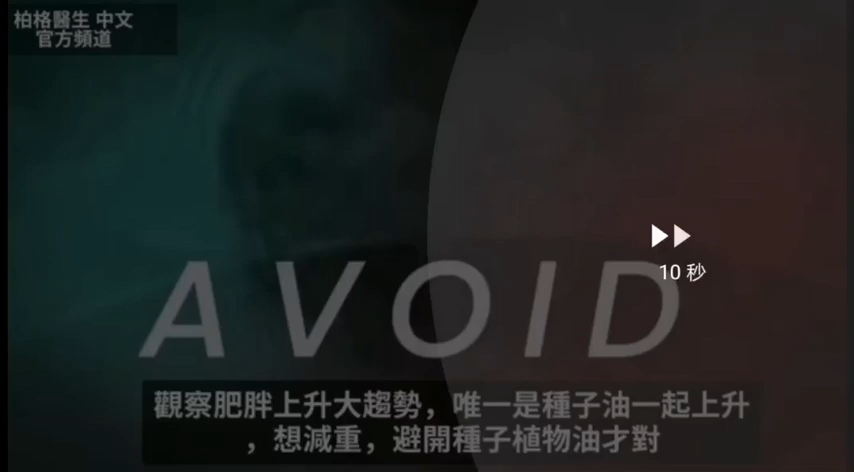 柏格醫生 中文
官方頻道
10 秒
AVOID
觀察肥胖上升大趨勢，唯一是種子油一起上升
，想減重，避開種子植物油才對